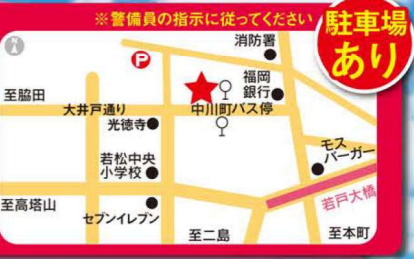 ※警備員の指示に従ってください
駐車場
あり
消防署
P
福岡
銀行
至脇田
大井戸通り
中川町バス停
光徳寺
若松中央
小学校
モス
バーガー
若戸大橋
至高塔山
セブンイレブン
至二島
至本町